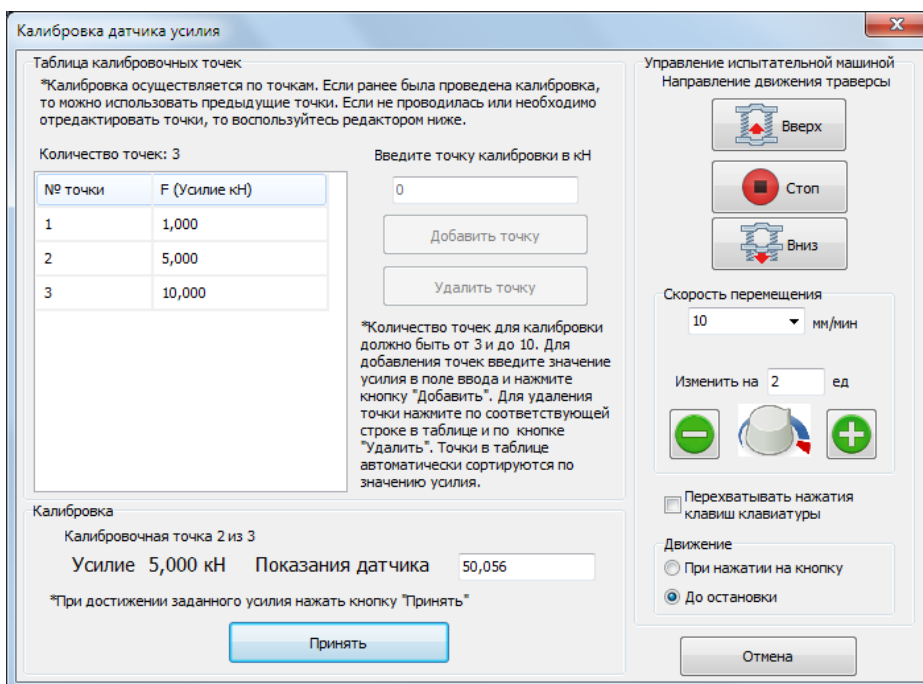 Калибровка датчика усилия
Таблица калибровочных точек
*Калибровка осуществляется по точкам. Если ранее была проведена калибровка,
то можно использовать предыдущие точки. Если не проводилась или необходимо
отредактировать точки, то воспользуйтесь редактором ниже.
Количество точек: 3
№ точки F (Усилие кН)
1 1,000
2 5,000
3 10,000
Введите точку калибровки в кН
0
Добавить точку
Удалить точку
*Количество точек для калибровки
должно быть от 3 и до 10. Для
добавления точек введите значение
усилия в поле ввода и нажмите
кнопку "Добавить". Для удаления
точки нажмите по соответствующей
строке в таблице и по кнопке
"Удалить". Точки в таблице
автоматически сортируются по
значению усилия.
Калибровка
Калибровочная точка 2 из 3
Усилие 5,000 кН Показания датчика 50,056
*При достижении заданного усилия нажать кнопку "Принять"
Принять
Управление испытательной машиной
Направление движения траверсы
Вверх
Стоп
Вниз
Скорость перемещения
10 мм/мин
Изменить на 2 ед
Перехватывать нажатия
клавиш клавиатуры
Движение
При нажатии на кнопку
До остановки
Отмена